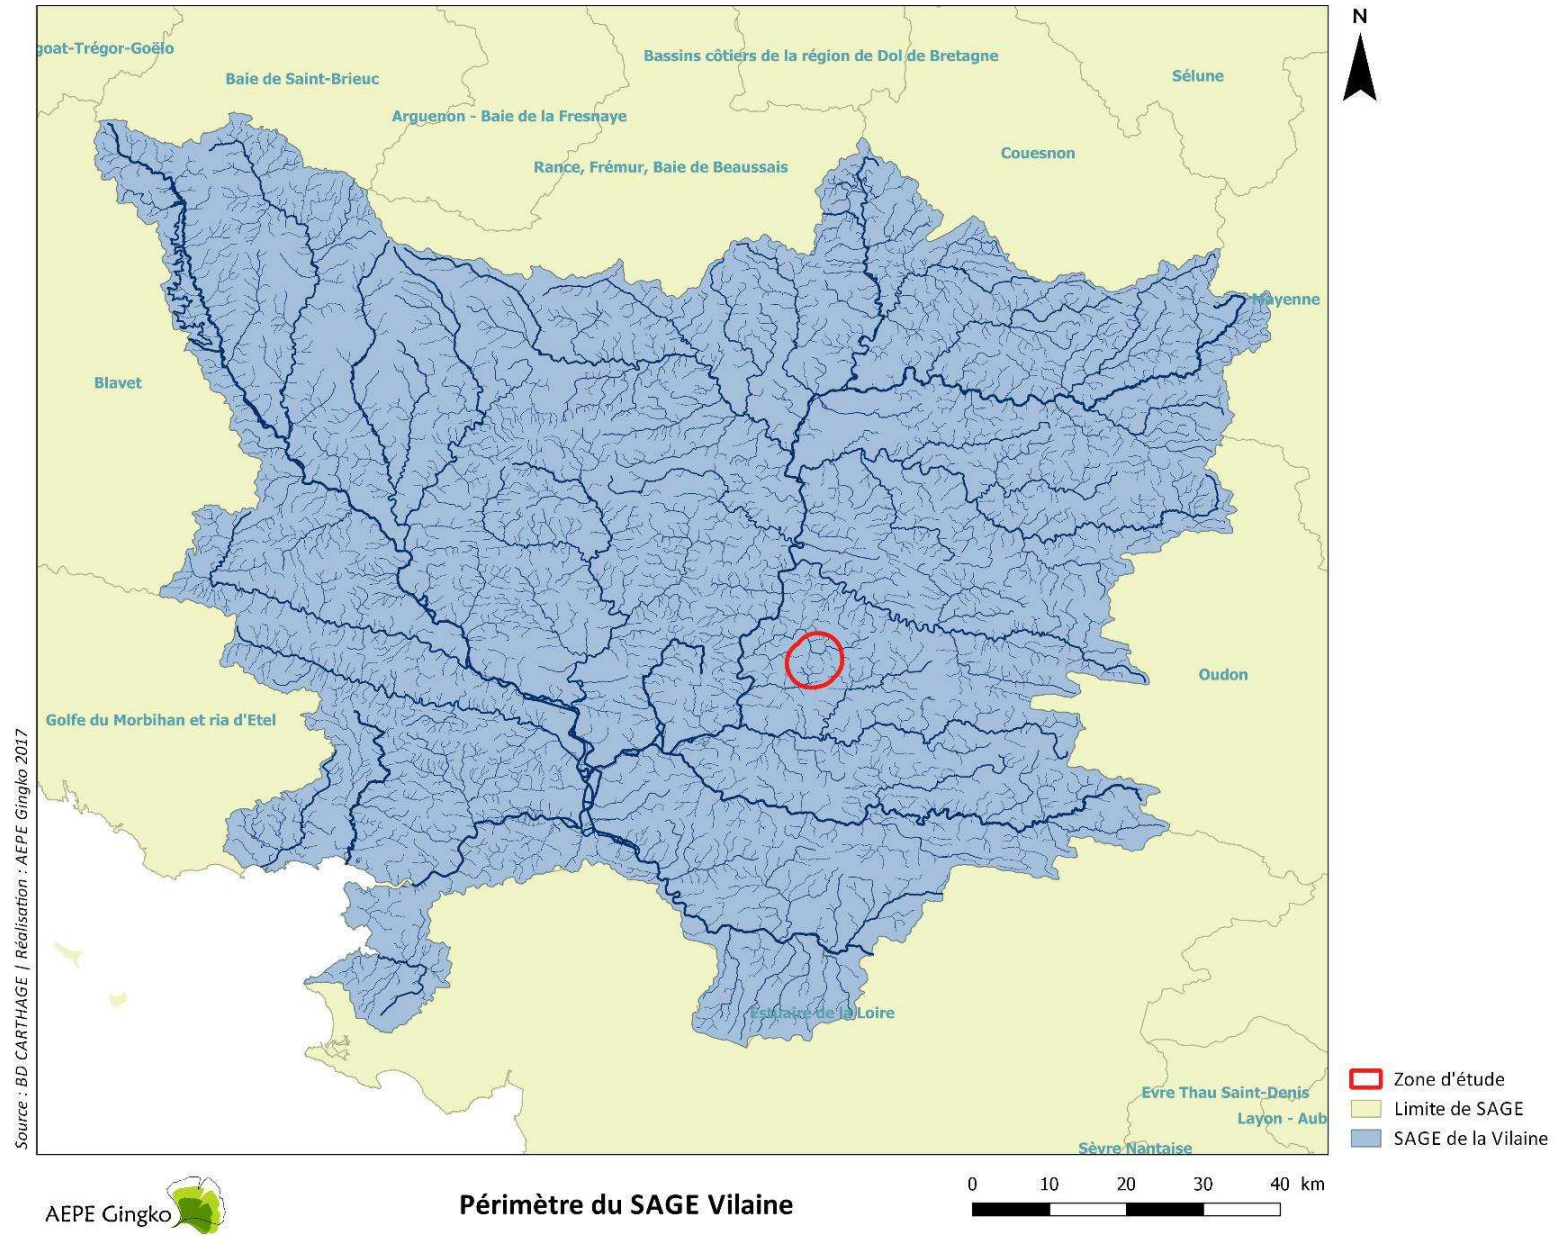 N
goat-Trégor-Goëlo
Bassins côtiers de la région de Dol de Bretagne
Baie de Saint-Brieuc
Sélune
Arguenon - Baie de la Fresnaye
Rance, Frémur, Baie de Beaussais
Couesnon
Mayenne
Blavet
Oudon
Golfe du Morbihan et ria d'Etel
Estuaire de la Loire
Evre Thau Saint-Denis
Layon - Aub
Sèvre Nantaise
Source : BD CARTHAGE | Réalisation : AEPE Gingko 2017
Zone d'étude
Limite de SAGE
SAGE de la Vilaine
AEPE Gingko
Périmètre du SAGE Vilaine
0 10 20 30 40 km